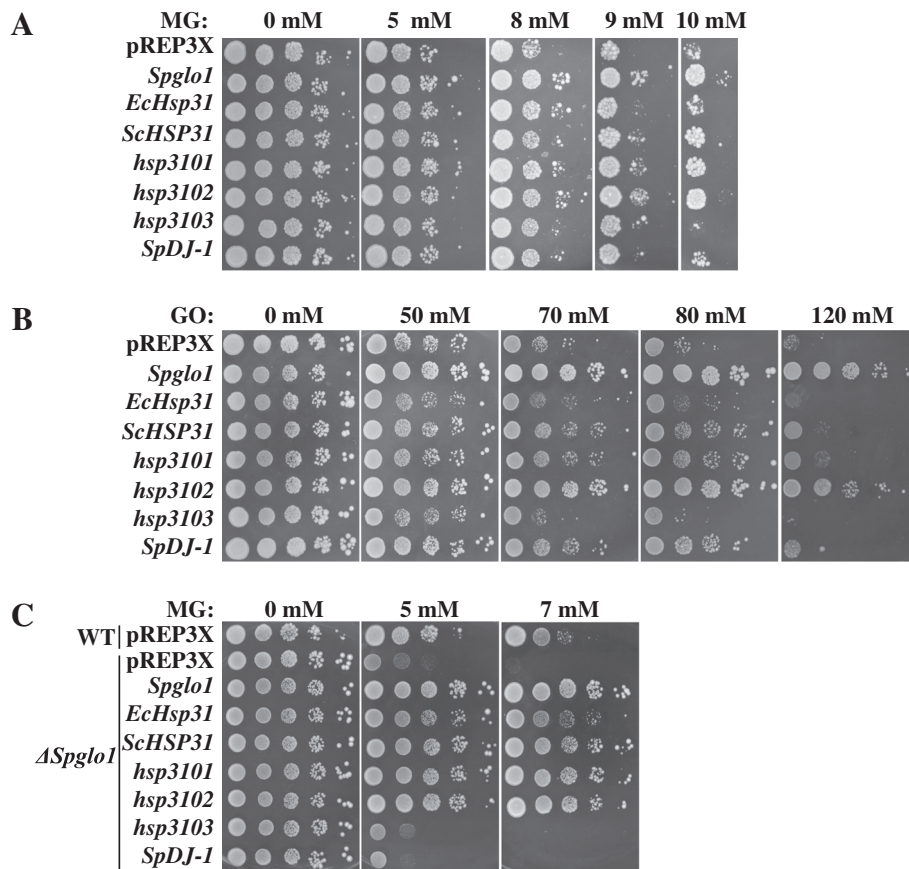 A
MG: 0 mM 5 mM 8 mM 9 mM 10 mM
pREP3X
Spglo1
EcHsp31
ScHSP31
hsp3101
hsp3102
hsp3103
SpDJ-1
B
GO: 0 mM 50 mM 70 mM 80 mM 120 mM
pREP3X
Spglo1
EcHsp31
ScHSP31
hsp3101
hsp3102
hsp3103
SpDJ-1
C
MG: 0 mM 5 mM 7 mM
WT pREP3X
ΔSpglo1
pREP3X
Spglo1
EcHsp31
ScHSP31
hsp3101
hsp3102
hsp3103
SpDJ-1